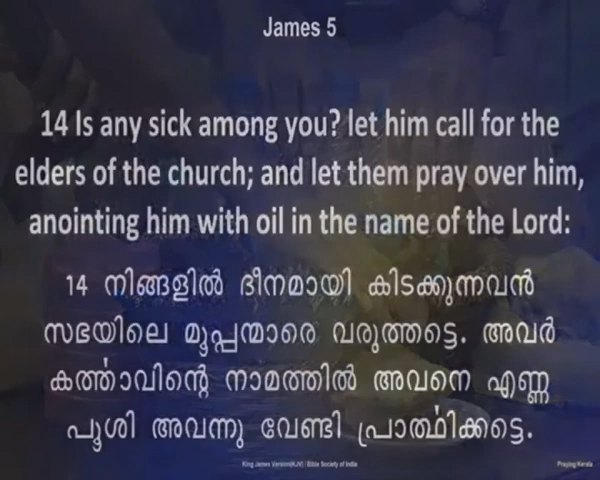 James 5
14 Is any sick among you? let him call for the
elders of the church; and let them pray over him,
anointing him with oil in the name of the Lord:
14 നിങ്ങളിൽ ദീനമായി കിടക്കുന്നവൻ
സഭയിലെ മൂപ്പന്മാരെ വരുത്തട്ടെ. അവർ
കൎത്താവിന്റെ നാമത്തിൽ അവനെ എണ്ണ
പൂശി അവന്നു വേണ്ടി പ്രാൎത്ഥിക്കട്ടെ.
King James Version(KJV) | Bible Society of India
Praying Kerala